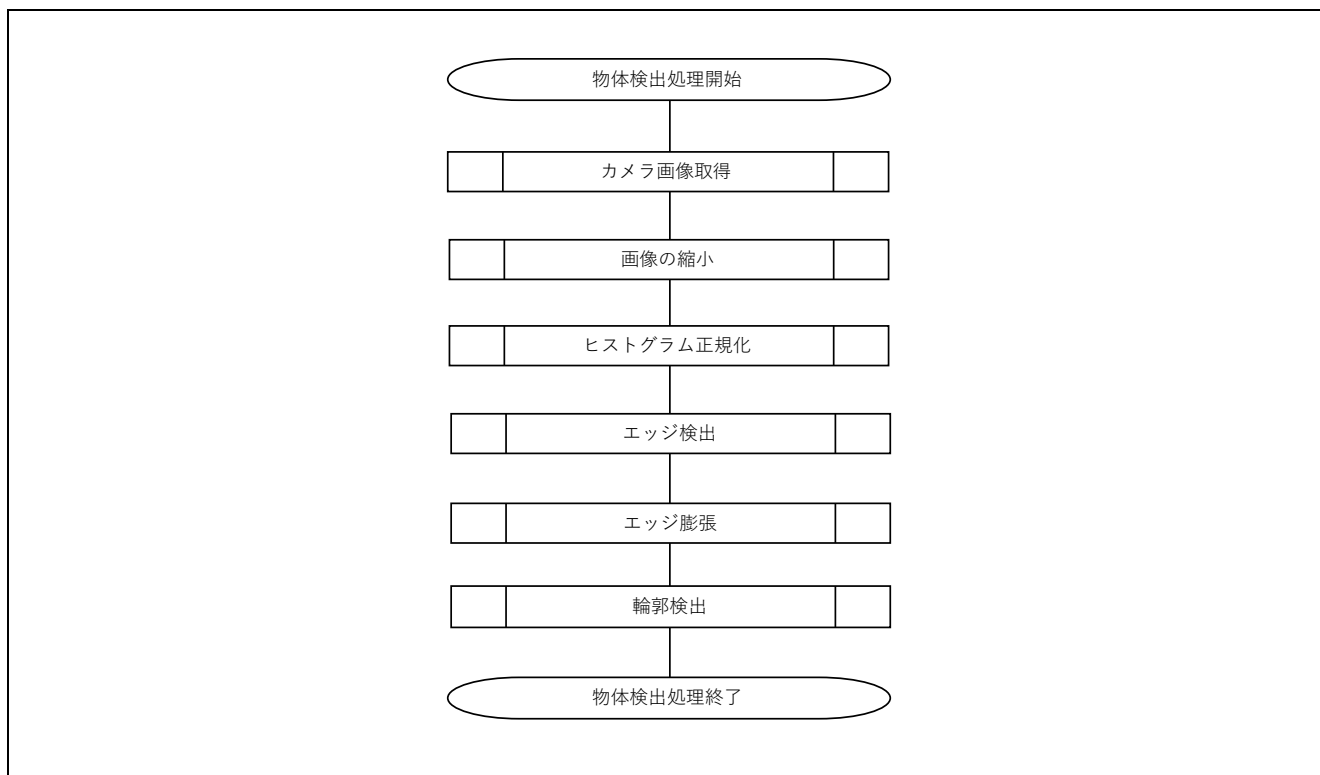 物体検出処理開始
カメラ画像取得
画像の縮小
ヒストグラム正規化
エッジ検出
エッジ膨張
輪郭検出
物体検出処理終了